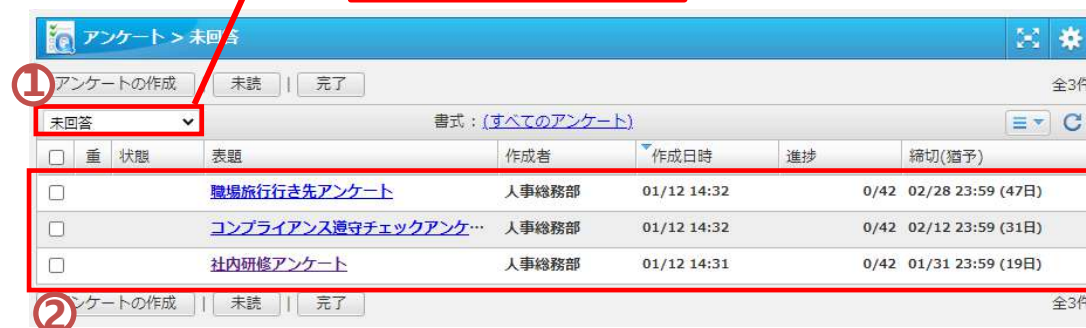 アンケート > 未回答
① アンケートの作成 未読 | 完了 全3件
未回答 書式：(すべてのアンケート)
重 状態 表題 作成者 作成日時 進捗 締切(猶予)
職場旅行行き先アンケート 人事総務部 01/12 14:32 0/42 02/28 23:59 (47日)
コンプライアンス遵守チェックアンケ… 人事総務部 01/12 14:32 0/42 02/12 23:59 (31日)
社内研修アンケート 人事総務部 01/12 14:31 0/42 01/31 23:59 (19日)
② アンケートの作成 | 未読 | 完了 全3件